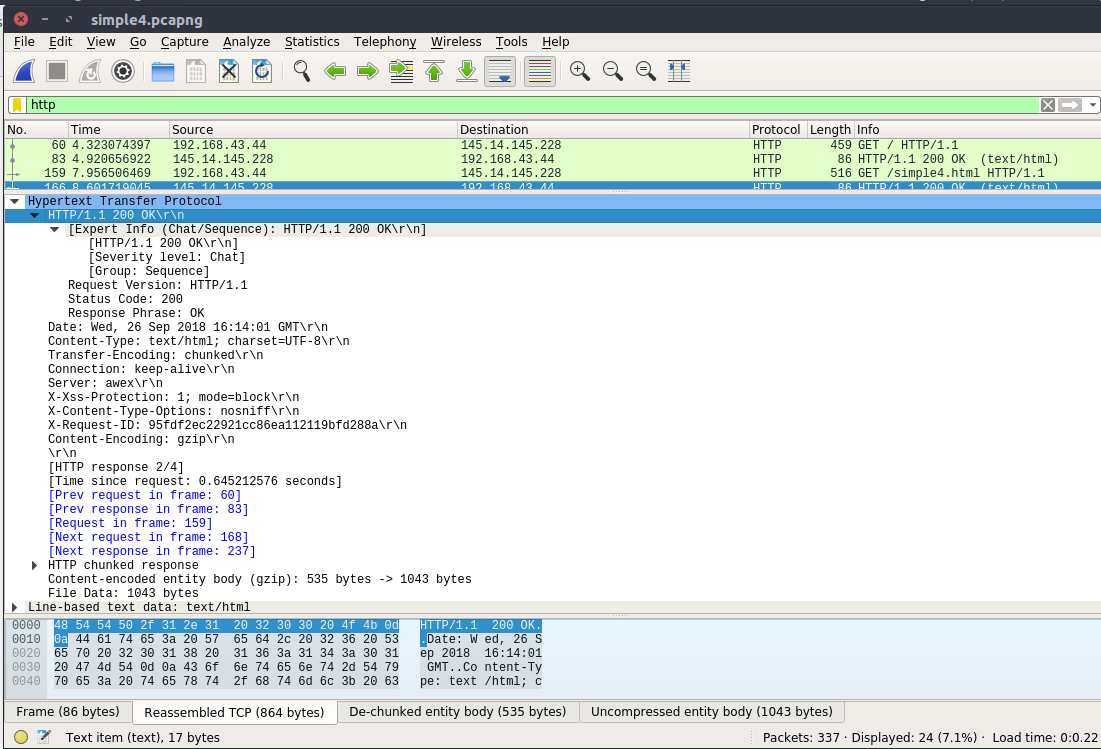 simple4.pcapng
File Edit View Go Capture Analyze Statistics Telephony Wireless Tools Help
http
No. Time Source Destination Protocol Length Info
60 4.323074397 192.168.43.44 145.14.145.228 HTTP 459 GET / HTTP/1.1
83 4.920656922 145.14.145.228 192.168.43.44 HTTP 86 HTTP/1.1 200 OK (text/html)
159 7.956506469 192.168.43.44 145.14.145.228 HTTP 516 GET /simple4.html HTTP/1.1
166 8.601719045 145.14.145.228 192.168.43.44 HTTP 86 HTTP/1.1 200 OK (text/html)
Hypertext Transfer Protocol
HTTP/1.1 200 OK\r\n
[Expert Info (Chat/Sequence): HTTP/1.1 200 OK\r\n]
[HTTP/1.1 200 OK\r\n]
[Severity level: Chat]
[Group: Sequence]
Request Version: HTTP/1.1
Status Code: 200
Response Phrase: OK
Date: Wed, 26 Sep 2018 16:14:01 GMT\r\n
Content-Type: text/html; charset=UTF-8\r\n
Transfer-Encoding: chunked\r\n
Connection: keep-alive\r\n
Server: awex\r\n
X-Xss-Protection: 1; mode=block\r\n
X-Content-Type-Options: nosniff\r\n
X-Request-ID: 95fdf2ec22921cc86ea112119bfd288a\r\n
Content-Encoding: gzip\r\n
\r\n
[HTTP response 2/4]
[Time since request: 0.645212576 seconds]
[Prev request in frame: 60]
[Prev response in frame: 83]
[Request in frame: 159]
[Next request in frame: 168]
[Next response in frame: 237]
HTTP chunked response
Content-encoded entity body (gzip): 535 bytes -> 1043 bytes
File Data: 1043 bytes
Line-based text data: text/html
0000 48 54 54 50 2f 31 2e 31 20 32 30 30 20 4f 4b 0d HTTP/1.1 200 OK.
0010 0a 44 61 74 65 3a 20 57 65 64 2c 20 32 36 20 53 .Date: W ed, 26 S
0020 65 70 20 32 30 31 38 20 31 36 3a 31 34 3a 30 31 ep 2018 16:14:01
0030 20 47 4d 54 0d 0a 43 6f 6e 74 65 6e 74 2d 54 79 GMT..Co ntent-Ty
0040 70 65 3a 20 74 65 78 74 2f 68 74 6d 6c 3b 20 63 pe: text /html; c
Frame (86 bytes) Reassembled TCP (864 bytes) De-chunked entity body (535 bytes) Uncompressed entity body (1043 bytes)
Text item (text), 17 bytes Packets: 337 · Displayed: 24 (7.1%) · Load time: 0:0.22